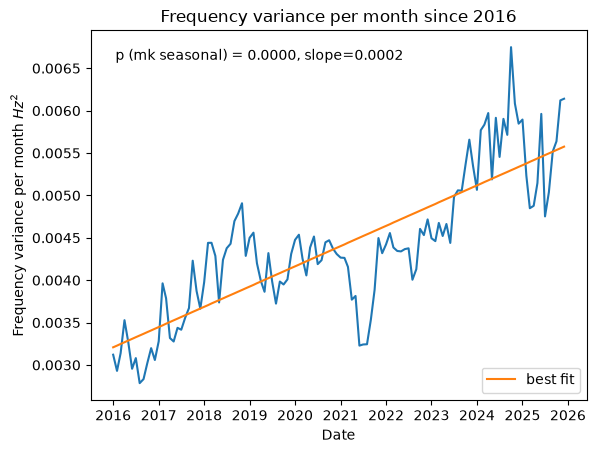 Frequency variance per month since 2016
p (mk seasonal) = 0.0000, slope=0.0002
Frequency variance per month Hz²
0.0065
0.0060
0.0055
0.0050
0.0045
0.0040
0.0035
0.0030
best fit
2016 2017 2018 2019 2020 2021 2022 2023 2024 2025 2026
Date